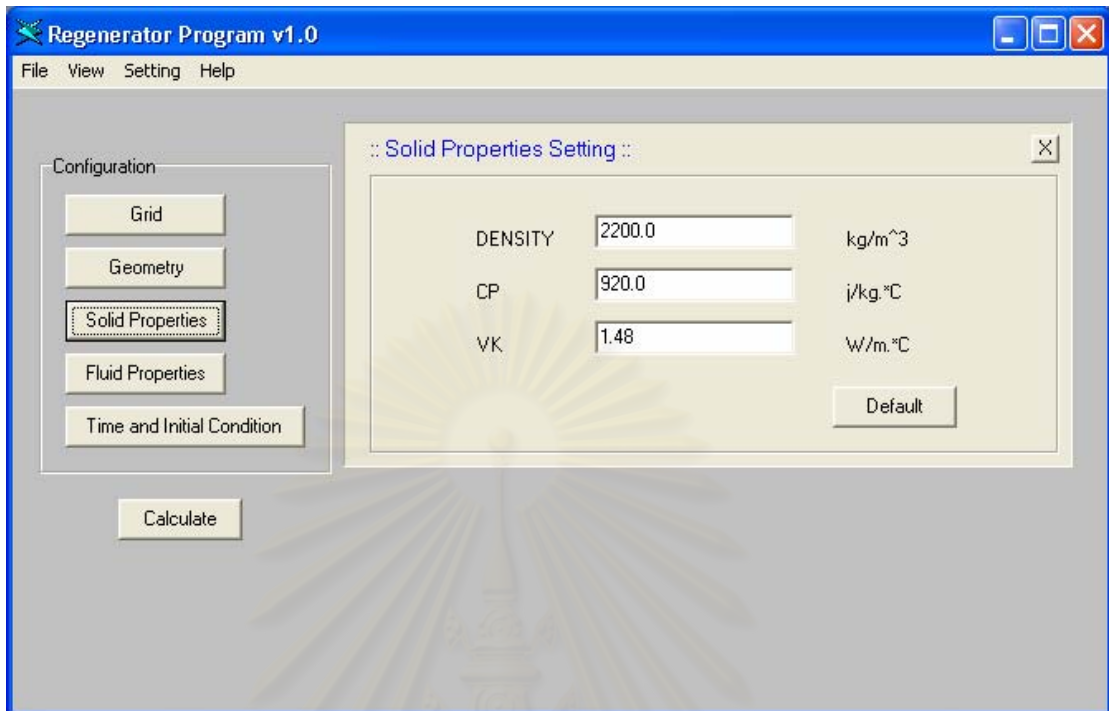 Regenerator Program v1.0
File View Setting Help
Configuration
Grid
Geometry
Solid Properties
Fluid Properties
Time and Initial Condition
Calculate
:: Solid Properties Setting ::
X
DENSITY 2200.0 kg/m^3
CP 920.0 j/kg.*C
VK 1.48 W/m.*C
Default